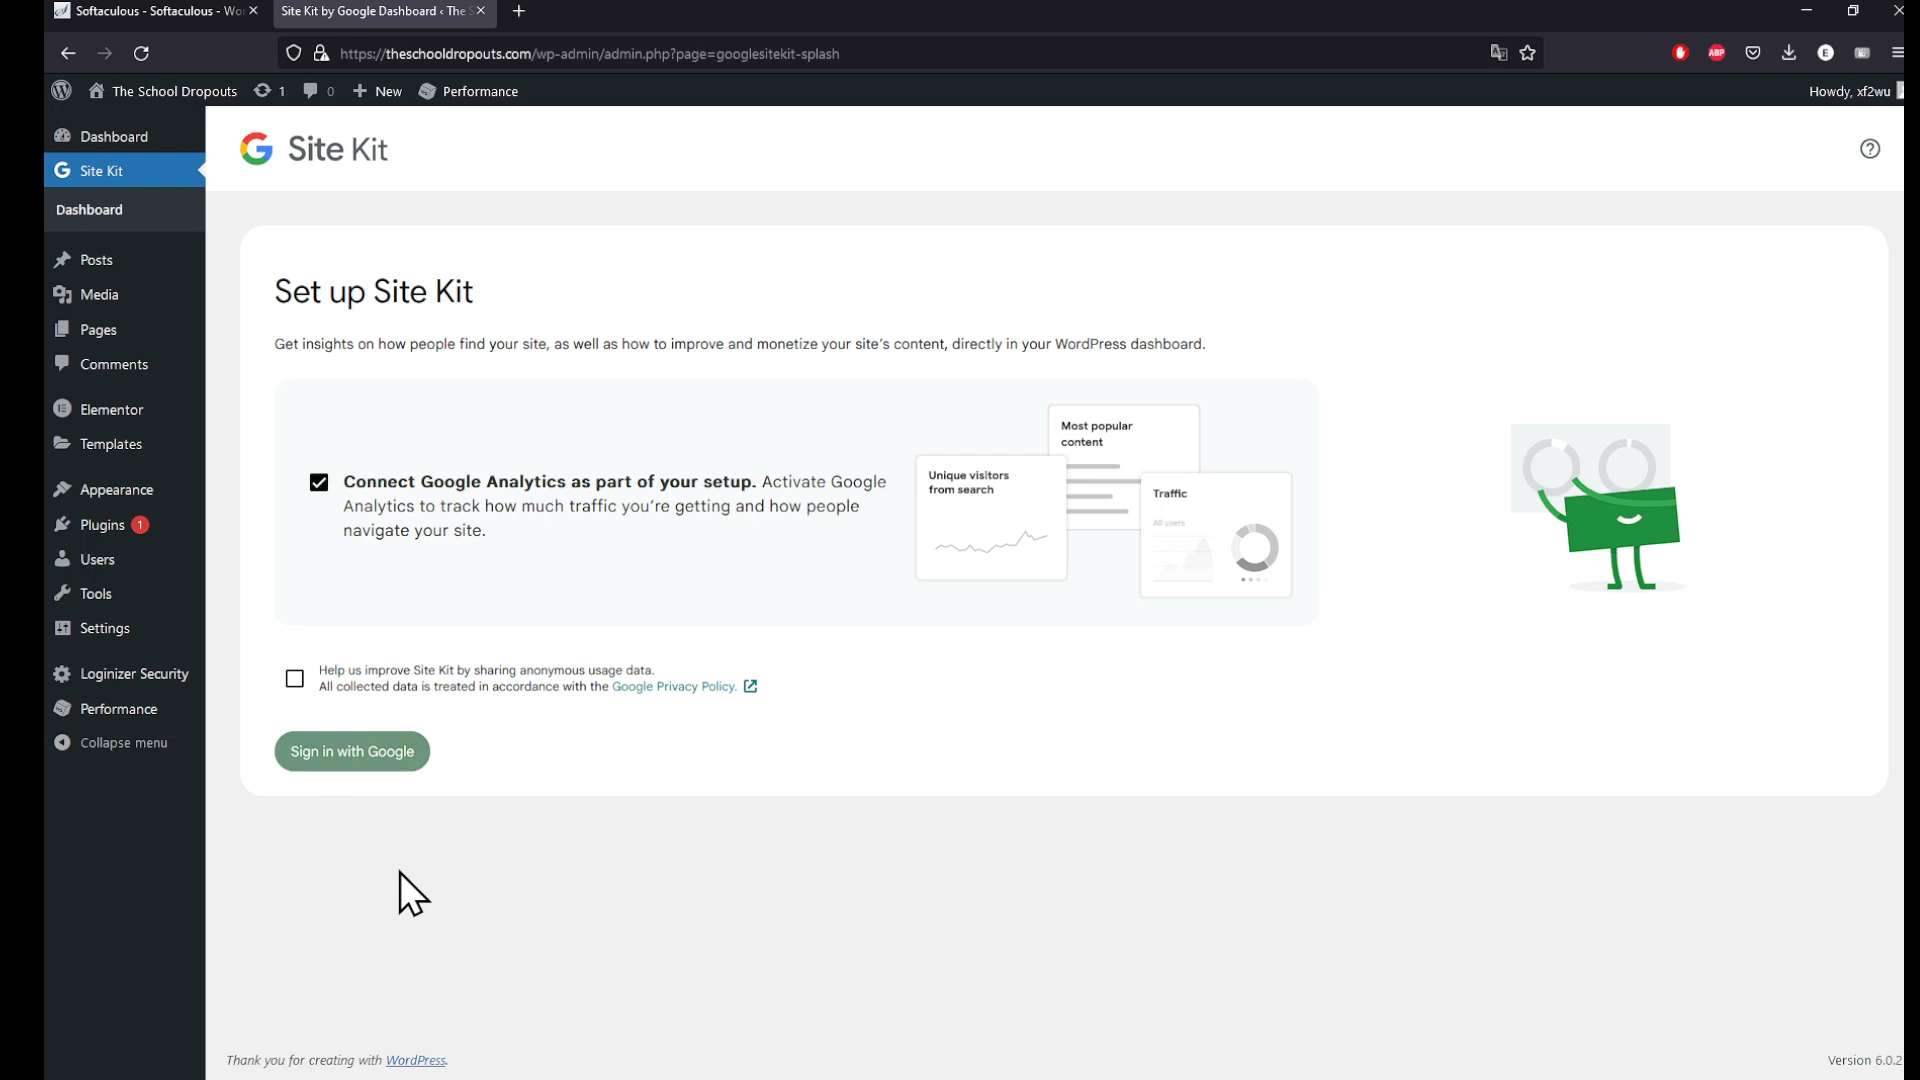 Softaculous - Softaculous - Wo
Site Kit by Google Dashboard ‹ The S
https://theschooldropouts.com/wp-admin/admin.php?page=googlesitekit-splash
ABP
E
The School Dropouts
1
0
New
Performance
Howdy, xf2wu
Dashboard
Site Kit
Dashboard
Posts
Media
Pages
Comments
Elementor
Templates
Appearance
Plugins 1
Users
Tools
Settings
Loginizer Security
Performance
Collapse menu
Site Kit
Set up Site Kit
Get insights on how people find your site, as well as how to improve and monetize your site's content, directly in your WordPress dashboard.
Connect Google Analytics as part of your setup. Activate Google
Analytics to track how much traffic you're getting and how people
navigate your site.
Most popular
content
Unique visitors
from search
Traffic
All users
Help us improve Site Kit by sharing anonymous usage data.
All collected data is treated in accordance with the Google Privacy Policy.
Sign in with Google
Thank you for creating with WordPress.
Version 6.0.2